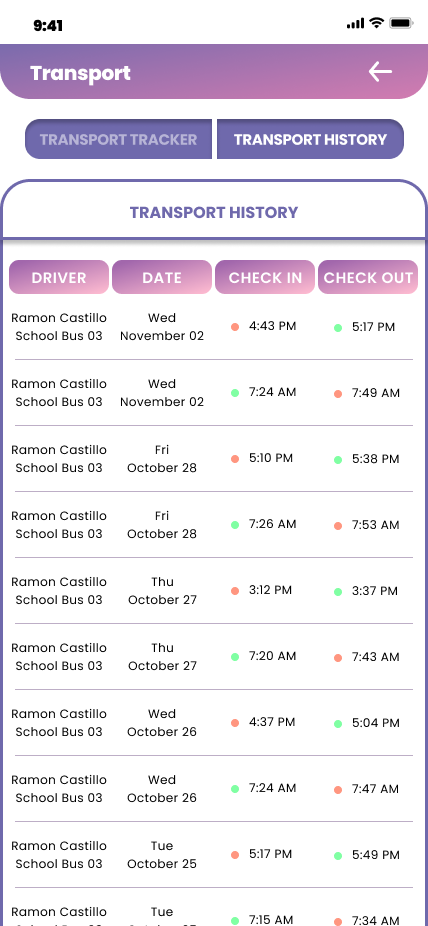 9:41
Transport
TRANSPORT TRACKER TRANSPORT HISTORY
TRANSPORT HISTORY
DRIVER DATE CHECK IN CHECK OUT
Ramon Castillo Wed
School Bus 03 November 02 4:43 PM 5:17 PM
Ramon Castillo Wed
School Bus 03 November 02 7:24 AM 7:49 AM
Ramon Castillo Fri
School Bus 03 October 28 5:10 PM 5:38 PM
Ramon Castillo Fri
School Bus 03 October 28 7:26 AM 7:53 AM
Ramon Castillo Thu
School Bus 03 October 27 3:12 PM 3:37 PM
Ramon Castillo Thu
School Bus 03 October 27 7:20 AM 7:43 AM
Ramon Castillo Wed
School Bus 03 October 26 4:37 PM 5:04 PM
Ramon Castillo Wed
School Bus 03 October 26 7:24 AM 7:47 AM
Ramon Castillo Tue
School Bus 03 October 25 5:17 PM 5:49 PM
Ramon Castillo Tue
7:15 AM 7:34 AM